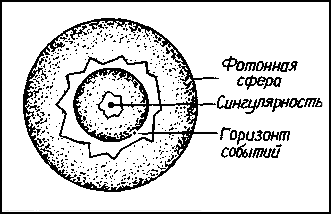 Фотонная
сфера
Сингулярность
Горизонт
событий